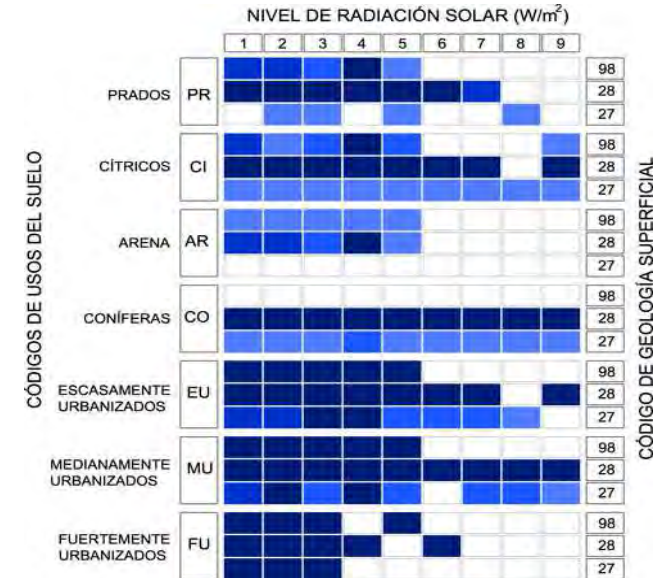 NIVEL DE RADIACIÓN SOLAR (W/m²)
1 2 3 4 5 6 7 8 9
CÓDIGOS DE USOS DEL SUELO
CÓDIGO DE GEOLOGÍA SUPERFICIAL
98
PRADOS PR 28
27
98
CÍTRICOS CI 28
27
98
ARENA AR 28
27
98
CONÍFERAS CO 28
27
98
ESCASAMENTE
URBANIZADOS EU 28
27
98
MEDIANAMENTE
URBANIZADOS MU 28
27
98
FUERTEMENTE
URBANIZADOS FU 28
27